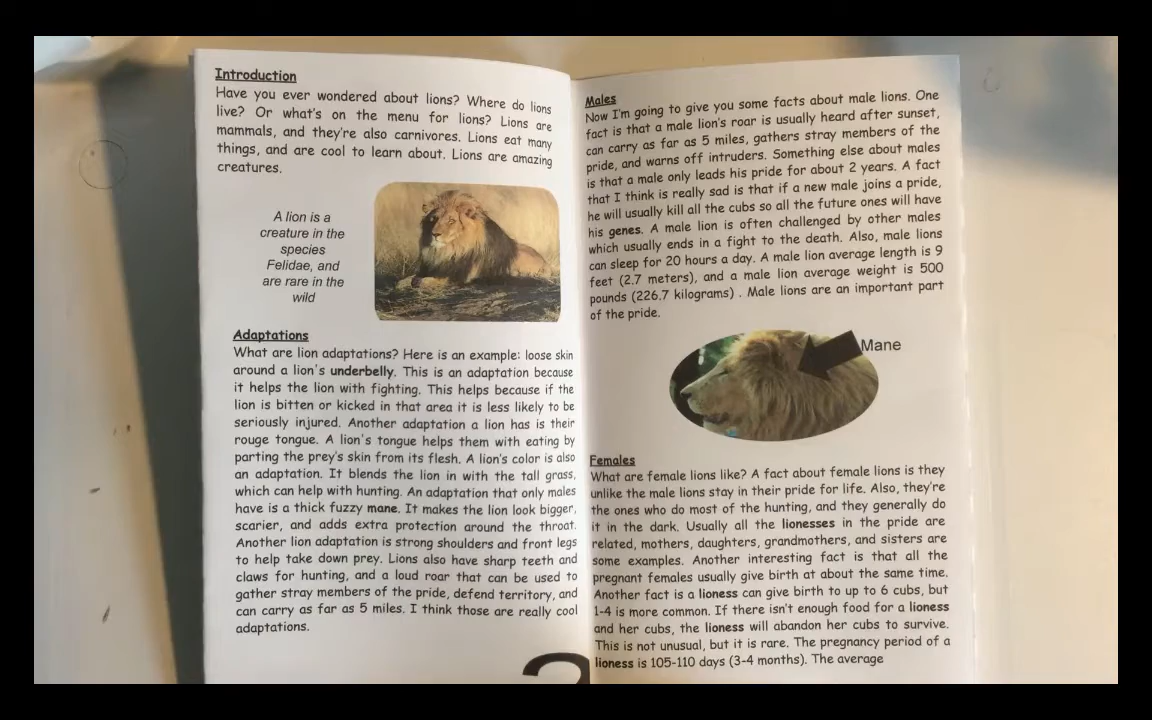 Introduction
Have you ever wondered about lions? Where do lions
live? Or what's on the menu for lions? Lions are
mammals, and they're also carnivores. Lions eat many
things, and are cool to learn about. Lions are amazing
creatures.
A lion is a
creature in the
species
Felidae, and
are rare in the
wild
Adaptations
What are lion adaptations? Here is an example: loose skin
around a lion's underbelly. This is an adaptation because
it helps the lion with fighting. This helps because if the
lion is bitten or kicked in that area it is less likely to be
seriously injured. Another adaptation a lion has is their
rouge tongue. A lion's tongue helps them with eating by
parting the prey's skin from its flesh. A lion's color is also
an adaptation. It blends the lion in with the tall grass,
which can help with hunting. An adaptation that only males
have is a thick fuzzy mane. It makes the lion look bigger,
scarier, and adds extra protection around the throat.
Another lion adaptation is strong shoulders and front legs
to help take down prey. Lions also have sharp teeth and
claws for hunting, and a loud roar that can be used to
gather stray members of the pride, defend territory, and
can carry as far as 5 miles. I think those are really cool
adaptations.
Males
Now I'm going to give you some facts about male lions. One
fact is that a male lion's roar is usually heard after sunset,
can carry as far as 5 miles, gathers stray members of the
pride, and warns off intruders. Something else about males
is that a male only leads his pride for about 2 years. A fact
that I think is really sad is that if a new male joins a pride,
he will usually kill all the cubs so all the future ones will have
his genes. A male lion is often challenged by other males
which usually ends in a fight to the death. Also, male lions
can sleep for 20 hours a day. A male lion average length is 9
feet (2.7 meters), and a male lion average weight is 500
pounds (226.7 kilograms) . Male lions are an important part
of the pride.
Mane
Females
What are female lions like? A fact about female lions is they
unlike the male lions stay in their pride for life. Also, they're
the ones who do most of the hunting, and they generally do
it in the dark. Usually all the lionesses in the pride are
related, mothers, daughters, grandmothers, and sisters are
some examples. Another interesting fact is that all the
pregnant females usually give birth at about the same time.
Another fact is a lioness can give birth to up to 6 cubs, but
1-4 is more common. If there isn't enough food for a lioness
and her cubs, the lioness will abandon her cubs to survive.
This is not unusual, but it is rare. The pregnancy period of a
lioness is 105-110 days (3-4 months). The average